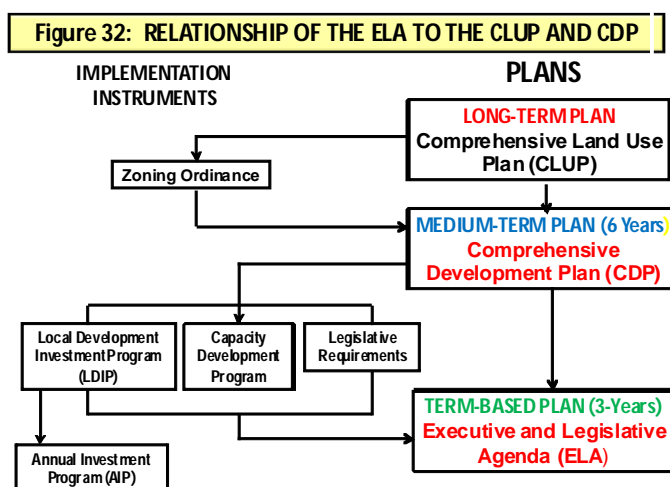 Figure 32: RELATIONSHIP OF THE ELA TO THE CLUP AND CDP
IMPLEMENTATION
INSTRUMENTS
PLANS
LONG-TERM PLAN
Comprehensive Land Use
Plan (CLUP)
Zoning Ordinance
MEDIUM-TERM PLAN (6 Years)
Comprehensive
Development Plan (CDP)
Local Development
Investment Program
(LDIP)
Capacity
Development
Program
Legislative
Requirements
TERM-BASED PLAN (3-Years)
Executive and Legislative
Agenda (ELA)
Annual Investment
Program (AIP)